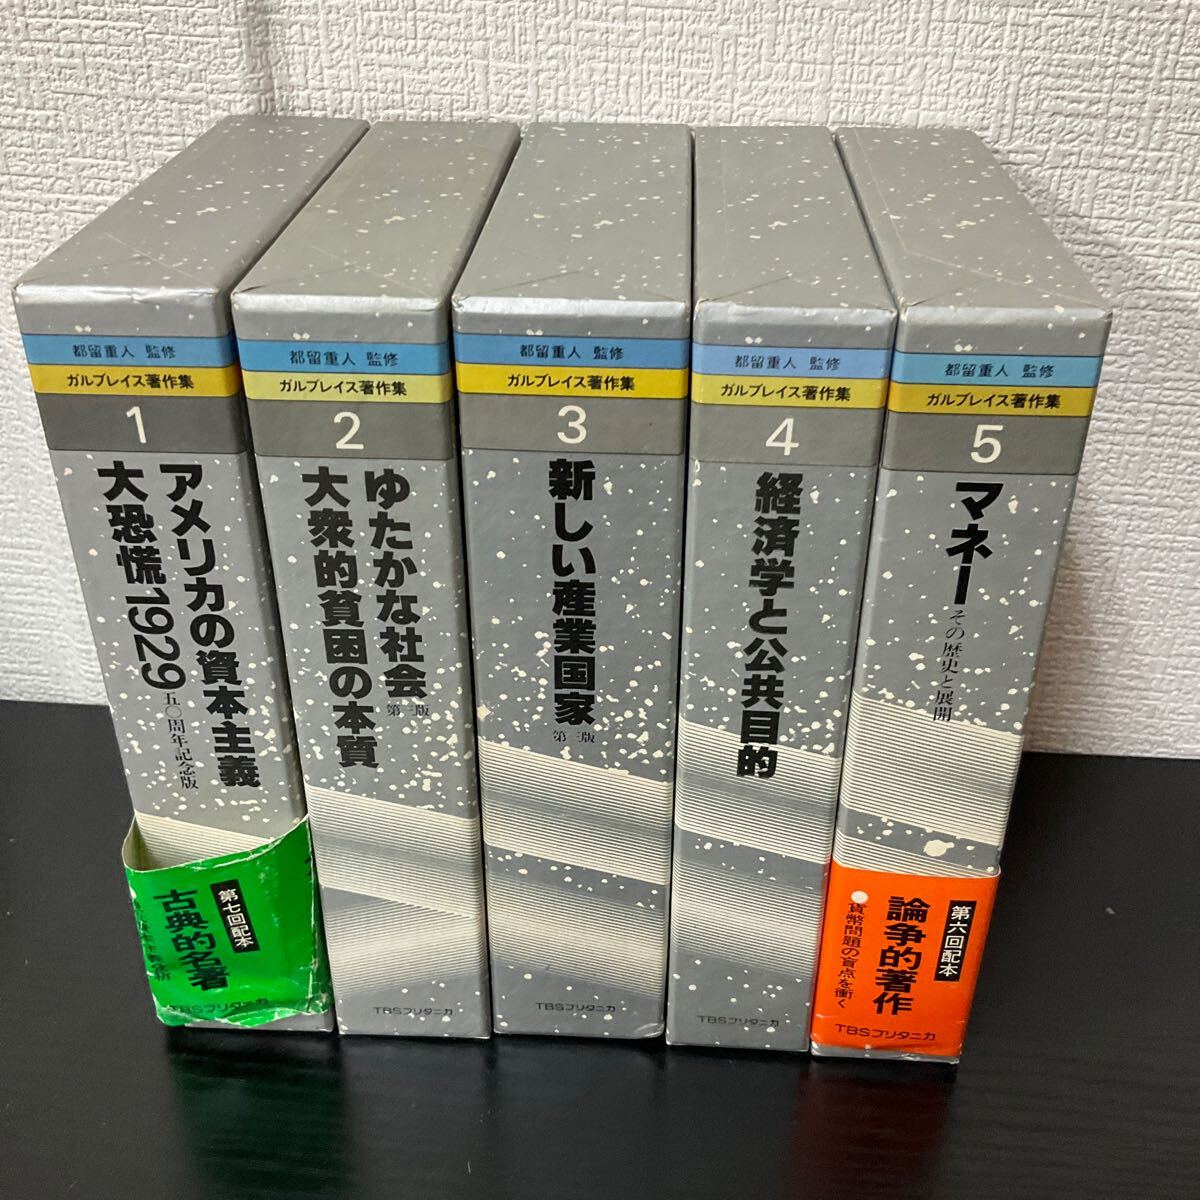 都留重人 監修
ガルブレイス著作集
1
アメリカの資本主義
大恐慌1929 五〇周年記念版
第七回配本
古典的名著
TBSブリタニカ
都留重人 監修
ガルブレイス著作集
2
ゆたかな社会 第三版
大衆的貧困の本質
TBSブリタニカ
都留重人 監修
ガルブレイス著作集
3
新しい産業国家 第三版
TBSブリタニカ
都留重人 監修
ガルブレイス著作集
4
経済学と公共目的
TBSブリタニカ
都留重人 監修
ガルブレイス著作集
5
マネー その歴史と展開
第六回配本
論争的著作
●貨幣問題の盲点を衝く
TBSブリタニカ